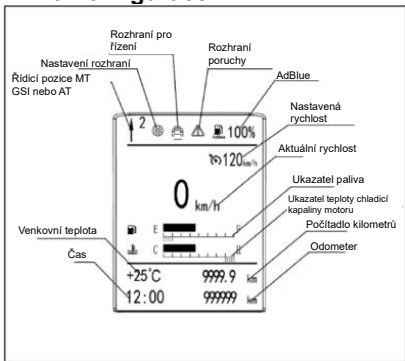 Rozhraní pro
řízení
Rozhraní
poruchy
Nastavení rozhraní
AdBlue
Řídicí pozice MT
GSI nebo AT
2
100%
Nastavená
rychlost
120km/h
Aktuální rychlost
0 km/h
Ukazatel paliva
E F
Ukazatel teploty chladicí
kapaliny motoru
C H
Venkovní teplota
Počítadlo kilometrů
+25°C 9999.9 km
Čas
Odometer
12:00 999999 km